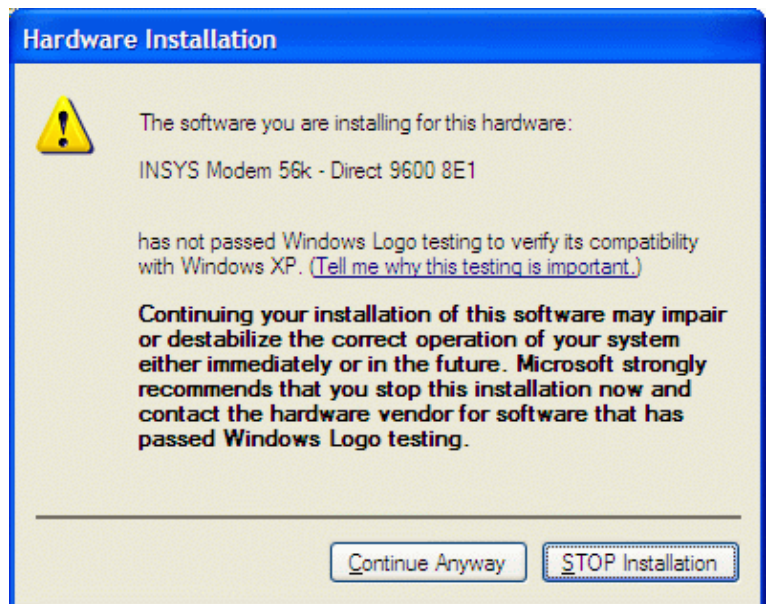 Hardware Installation
The software you are installing for this hardware:
INSYS Modem 56k - Direct 9600 8E1
has not passed Windows Logo testing to verify its compatibility
with Windows XP. (Tell me why this testing is important.)
Continuing your installation of this software may impair
or destabilize the correct operation of your system
either immediately or in the future. Microsoft strongly
recommends that you stop this installation now and
contact the hardware vendor for software that has
passed Windows Logo testing.
Continue Anyway STOP Installation